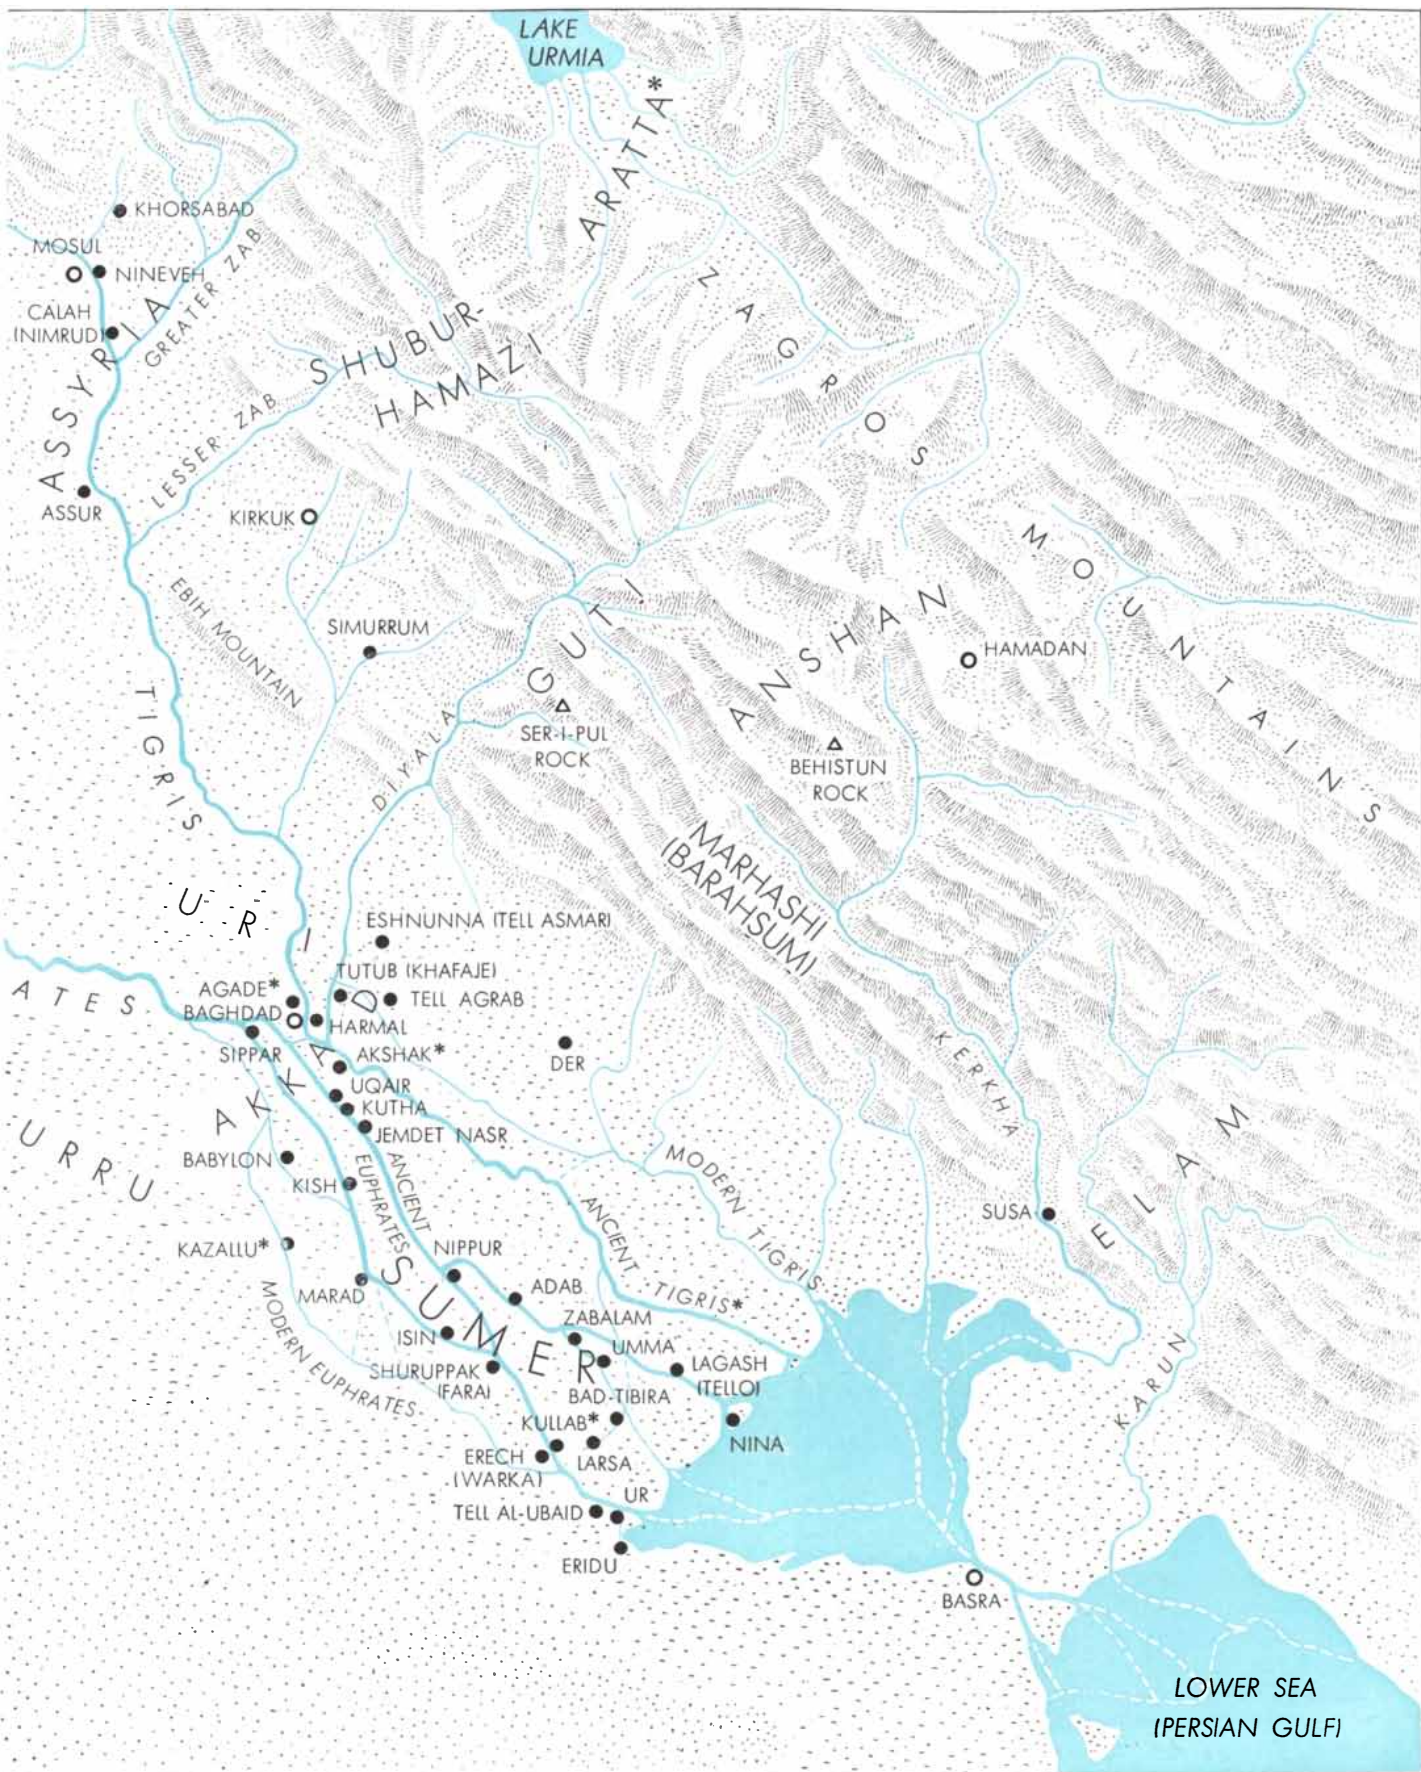 LAKE
URMIA
ARATTA*
KHORSABAD
MOSUL
NINEVEH
CALAH
(NIMRUD)
ASSYRIA
GREATER ZAB
SHUBUR-
HAMAZI
LESSER ZAB
ZAGROS
MOUNTAINS
ASSUR
KIRKUK
EBIH MOUNTAIN
SIMURRUM
TIGRIS
GUTI
ANSHAN
HAMADAN
SER-I-PUL
ROCK
BEHISTUN
ROCK
DIYALA
MARHASHI
(BARAHSUM)
URI
ESHNUNNA (TELL ASMAR)
TUTUB (KHAFAJE)
AGADE*
TELL AGRAB
BAGHDAD
HARMAL
ATES
SIPPAR
AKSHAK*
DER
UQAIR
KUTHA
AKKAD
JEMDET NASR
KERKHA
URRU
BABYLON
KISH
ANCIENT
EUPHRATES
MODERN TIGRIS
ELAM
SUSA
KAZALLU*
NIPPUR
ANCIENT TIGRIS*
MARAD
ADAB
SUMER
ZABALAM
ISIN
UMMA
MODERN EUPHRATES
SHURUPPAK
(FARA)
LAGASH
(TELLO)
BAD-TIBIRA
KULLAB*
NINA
KARUN
ERECH
(WARKA)
LARSA
UR
TELL AL-UBAID
ERIDU
BASRA
LOWER SEA
(PERSIAN GULF)